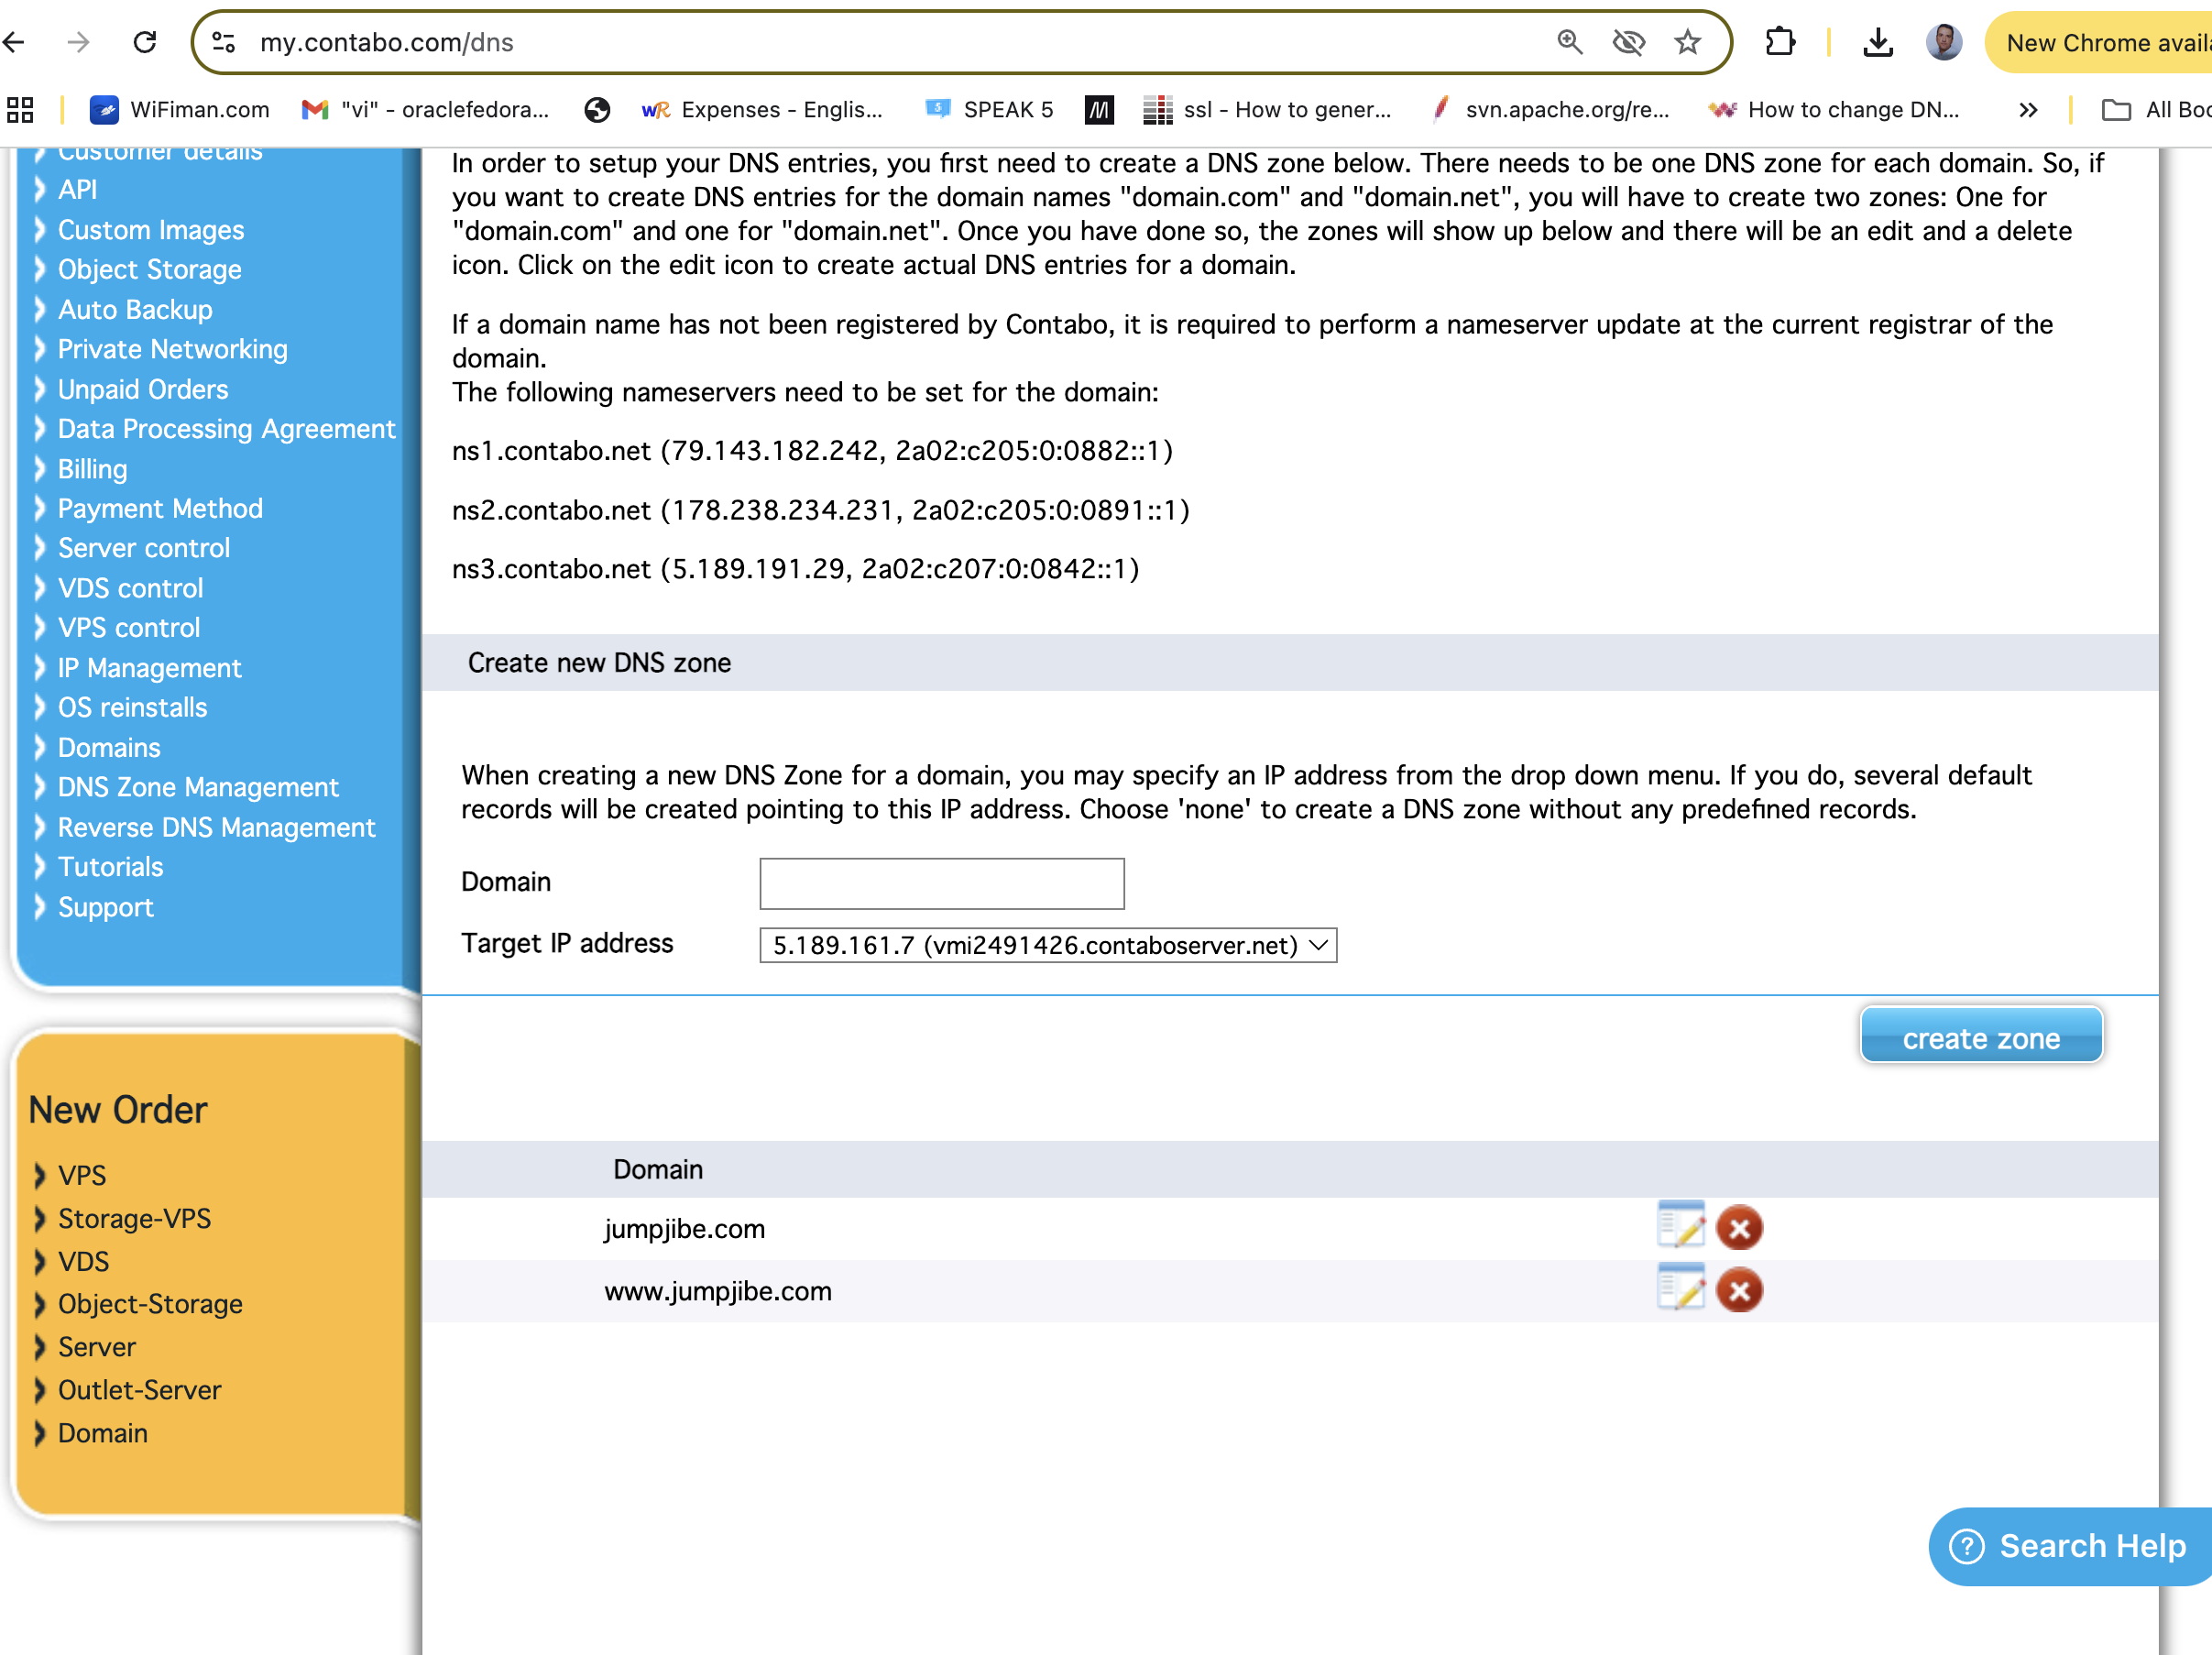 my.contabo.com/dns
New Chrome avail
WiFiman.com
"vi" - oraclefedora...
Expenses - Englis...
SPEAK 5
ssl - How to gener...
svn.apache.org/re...
How to change DN...
All Boo
Customer details
API
Custom Images
Object Storage
Auto Backup
Private Networking
Unpaid Orders
Data Processing Agreement
Billing
Payment Method
Server control
VDS control
VPS control
IP Management
OS reinstalls
Domains
DNS Zone Management
Reverse DNS Management
Tutorials
Support
New Order
VPS
Storage-VPS
VDS
Object-Storage
Server
Outlet-Server
Domain
In order to setup your DNS entries, you first need to create a DNS zone below. There needs to be one DNS zone for each domain. So, if
you want to create DNS entries for the domain names "domain.com" and "domain.net", you will have to create two zones: One for
"domain.com" and one for "domain.net". Once you have done so, the zones will show up below and there will be an edit and a delete
icon. Click on the edit icon to create actual DNS entries for a domain.
If a domain name has not been registered by Contabo, it is required to perform a nameserver update at the current registrar of the
domain.
The following nameservers need to be set for the domain:
ns1.contabo.net (79.143.182.242, 2a02:c205:0:0882::1)
ns2.contabo.net (178.238.234.231, 2a02:c205:0:0891::1)
ns3.contabo.net (5.189.191.29, 2a02:c207:0:0842::1)
Create new DNS zone
When creating a new DNS Zone for a domain, you may specify an IP address from the drop down menu. If you do, several default
records will be created pointing to this IP address. Choose 'none' to create a DNS zone without any predefined records.
Domain
Target IP address
5.189.161.7 (vmi2491426.contaboserver.net)
create zone
Domain
jumpjibe.com
www.jumpjibe.com
Search Help